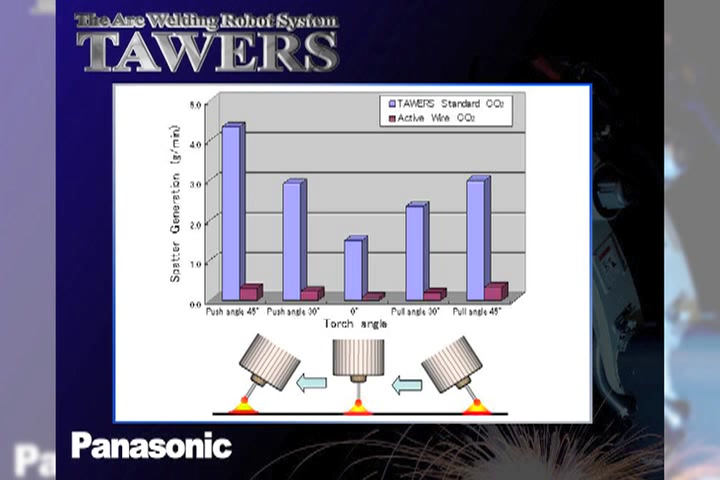 The Arc Welding Robot System
TAWERS
TAWERS Standard CO₂
Active Wire CO₂
Spatter Generation (g/min)
5.0
4.0
3.0
2.0
1.0
0.0
Push angle 45° Push angle 30° 0° Pull angle 30° Pull angle 45°
Torch angle
Panasonic
Pa